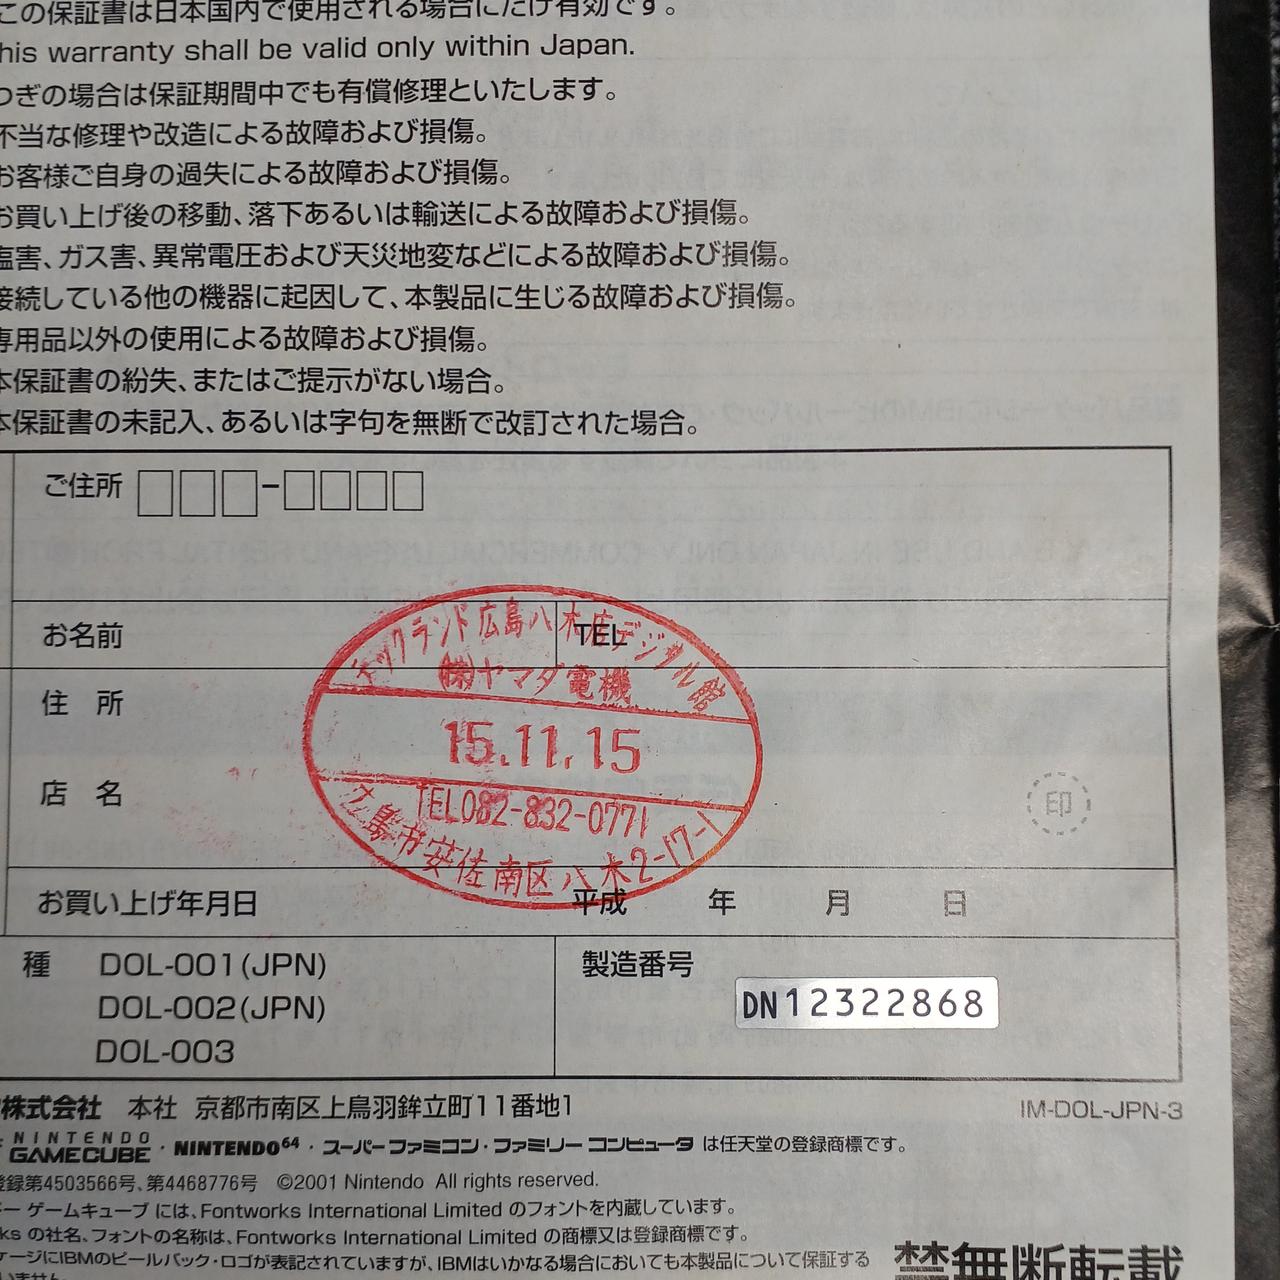 この保証書は日本国内で使用される場合にだけ有効です。
his warranty shall be valid only within Japan.
つぎの場合は保証期間中でも有償修理といたします。
不当な修理や改造による故障および損傷。
お客様ご自身の過失による故障および損傷。
お買い上げ後の移動、落下あるいは輸送による故障および損傷。
塩害、ガス害、異常電圧および天災地変などによる故障および損傷。
接続している他の機器に起因して、本製品に生じる故障および損傷。
専用品以外の使用による故障および損傷。
本保証書の紛失、またはご提示がない場合。
本保証書の未記入、あるいは字句を無断で改訂された場合。
ご住所 □□□-□□□□
お名前 TEL
テックランド広島八木店デジタル館
㈱ヤマダ電機
住 所
15.11.15
店 名
印
TEL082-832-0771
広島市安佐南区八木2-17-1
お買い上げ年月日 平成 年 月 日
種 DOL-001(JPN)
DOL-002(JPN)
DOL-003
製造番号
DN12322868
株式会社 本社 京都市南区上鳥羽鉾立町11番地1
IM-DOL-JPN-3
NINTENDO GAMECUBE・NINTENDO64・スーパーファミコン・ファミリーコンピュータ は任天堂の登録商標です。
登録第4503566号、第4468776号 ©2001 Nintendo All rights reserved.
ー ゲームキューブ には、Fontworks International Limited のフォントを内蔵しています。
ks の社名、フォントの名称は、Fontworks International Limited の商標又は登録商標です。
ケージにIBMのピールバック・ロゴが表記されていますが、IBMはいかなる場合においても本製品について保証する
いません。
禁無断転載